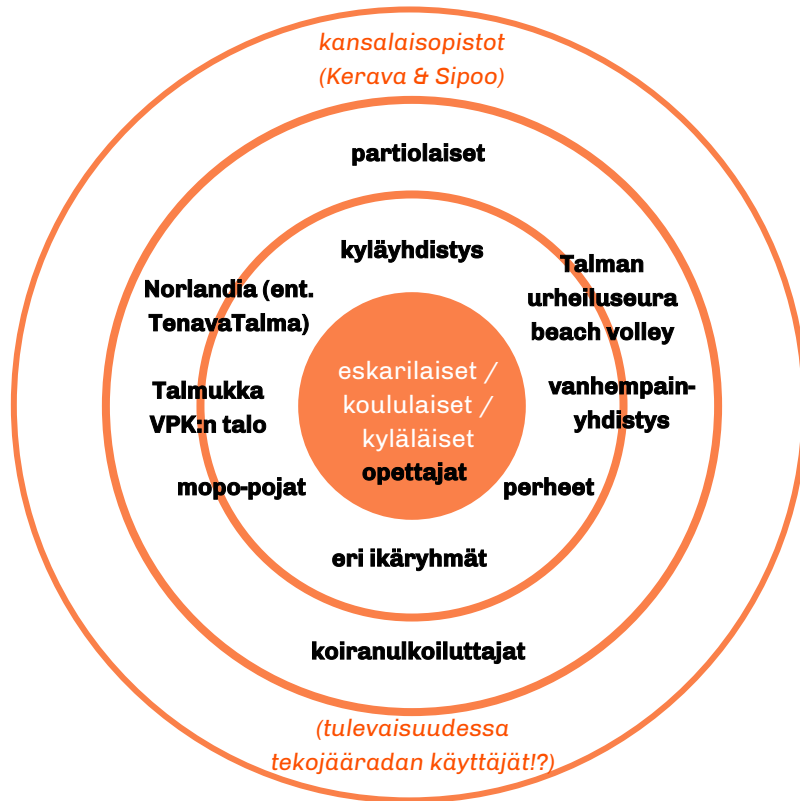 kansalaisopistot
(Kerava & Sipoo)
partiolaiset
kyläyhdistys
Norlandia (ent.
TenavaTalma)
Talman
urheiluseura
beach volley
Talmukka
VPK:n talo
eskarilaiset /
koululaiset /
kyläläiset
opettajat
vanhempain-
yhdistys
mopo-pojat
perheet
eri ikäryhmät
koiranulkoiluttajat
(tulevaisuudessa
tekojääradan käyttäjät!?)